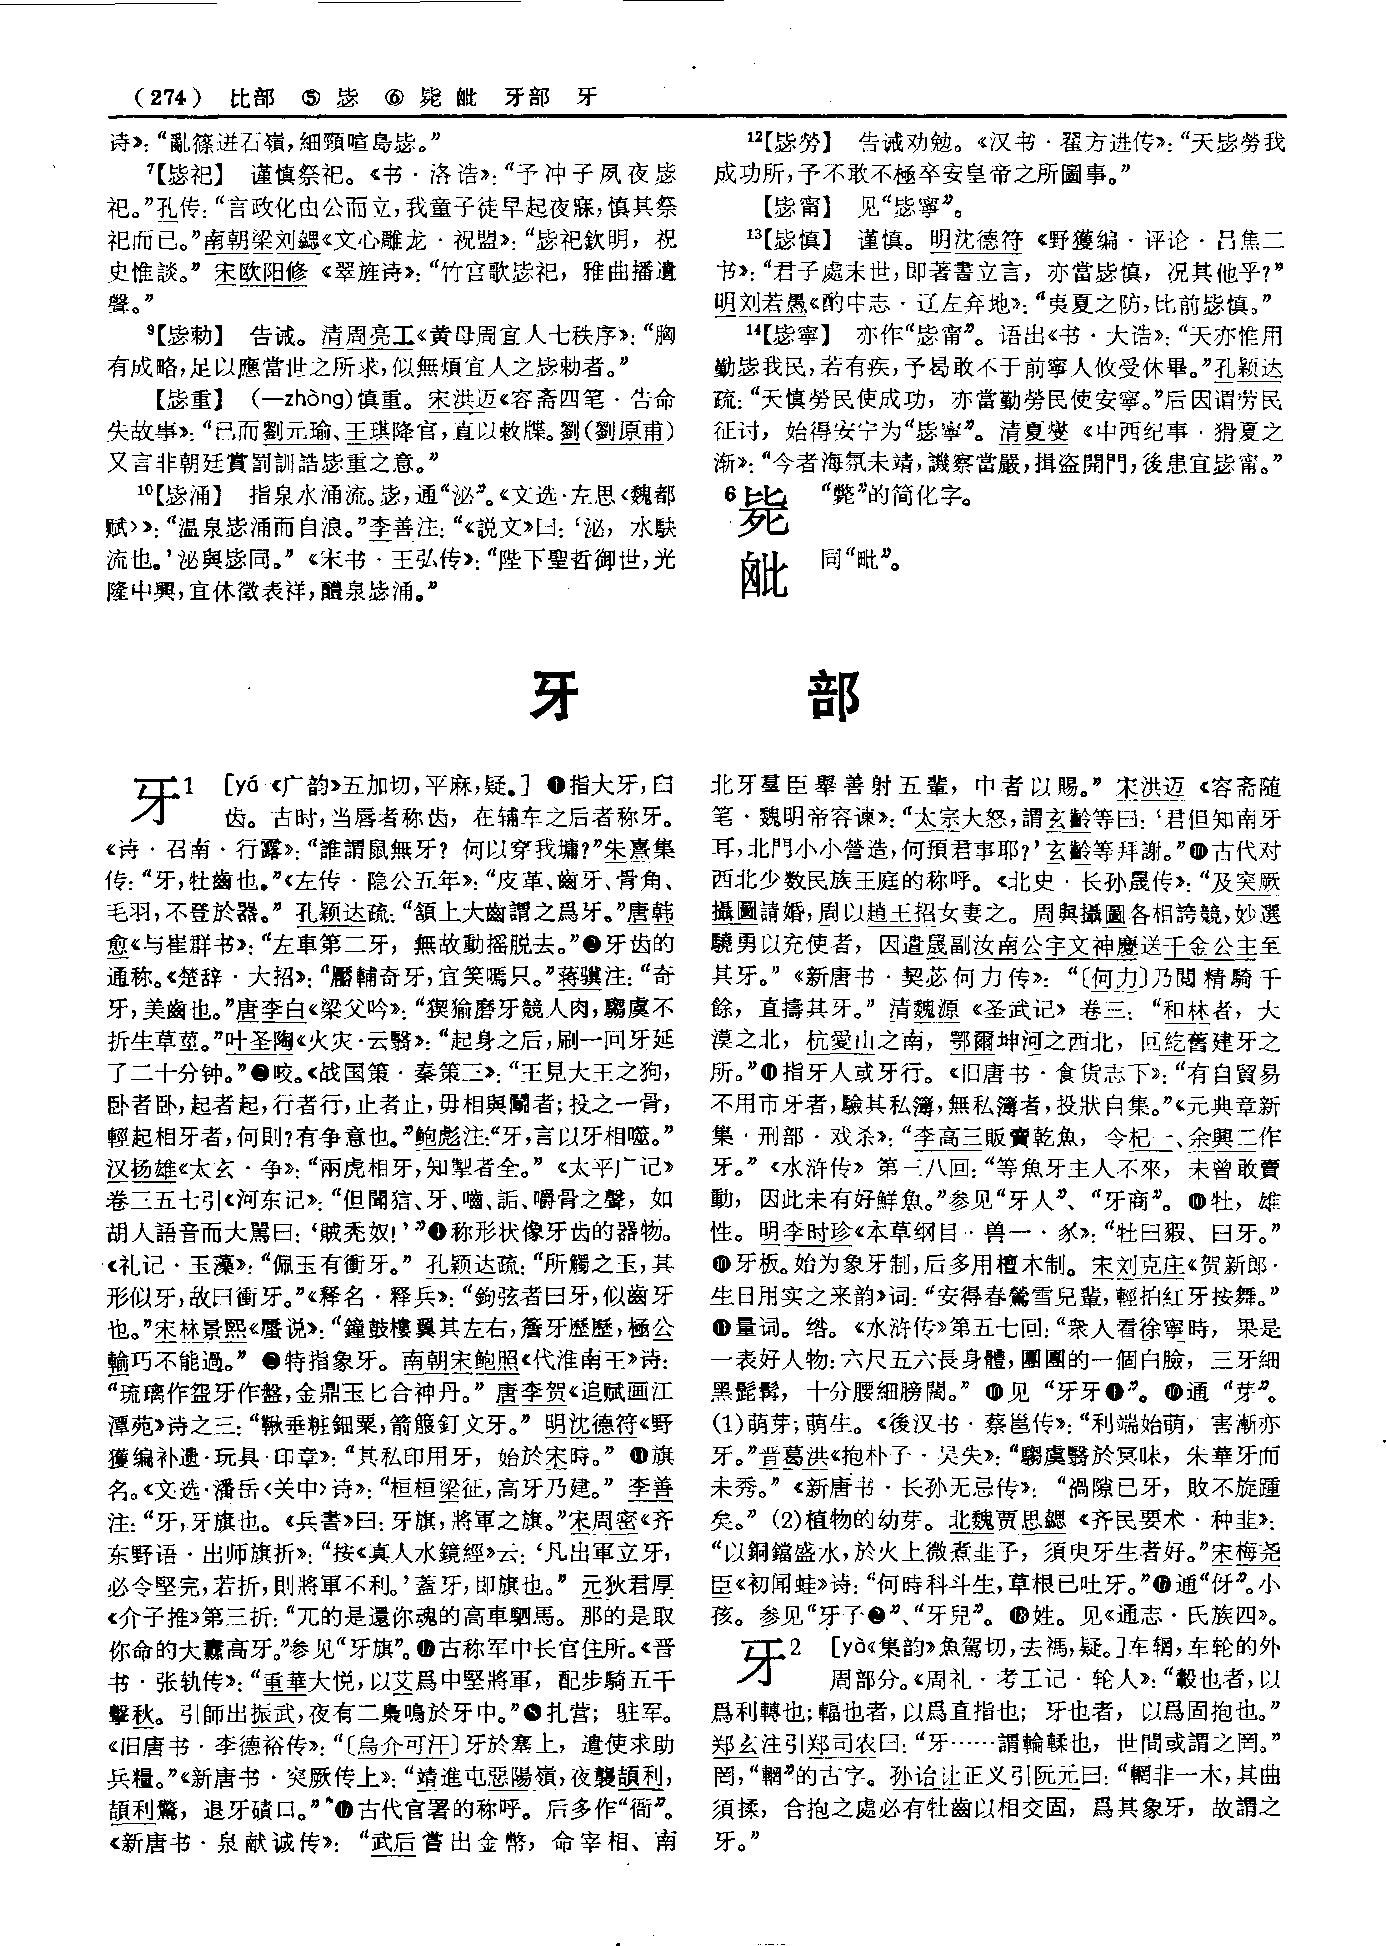 （274） 比部 ⑤ 毖 ⑥ 毙 㸟 牙部 牙
诗》：“亂篠迸石嶺，細頸喧島毖。”
7【毖祀】 谨慎祭祀。《书·洛诰》：“予冲子夙夜毖
祀。”孔传：“言政化由公而立，我童子徒早起夜寐，慎其祭
祀而已。”南朝梁刘勰《文心雕龙·祝盟》：“毖祀欽明，祝
史惟談。” 宋欧阳修《翠旌诗》：“竹宫歌毖祀，雅曲播遺
聲。”
9【毖勅】 告诫。清周亮工《黄母周宜人七秩序》：“胸
有成略，足以應當世之所求，似無煩宜人之毖勅者。”
【毖重】 （—zhòng）慎重。宋洪迈《容斋四笔·告命
失故事》：“已而劉元瑜、王琪降官，直以敕牒。劉（劉原甫）
又言非朝廷賞罰訓誥毖重之意。”
10【毖涌】 指泉水涌流。毖，通“泌”。《文选·左思〈魏都
赋〉》：“温泉毖涌而自浪。”李善注：“《説文》曰：‘泌，水駃
流也。’泌與毖同。”《宋书·王弘传》：“陛下聖哲御世，光
隆中興，宜休徵表祥，醴泉毖涌。”
12【毖勞】 告诫劝勉。《汉书·翟方进传》：“天毖勞我
成功所，予不敢不極卒安皇帝之所圖事。”
【毖甯】 见“毖寧”。
13【毖慎】 谨慎。明沈德符《野獲编·评论·吕焦二
书》：“君子處末世，即著書立言，亦當毖慎，况其他乎？”
明刘若愚《酌中志·辽左弃地》：“夷夏之防，比前毖慎。”
14【毖寧】 亦作“毖甯”。语出《书·大诰》：“天亦惟用
勤毖我民，若有疾，予曷敢不于前寧人攸受休畢。”孔颖达
疏：“天慎勞民使成功，亦當勤勞民使安寧。”后因谓劳民
征讨，始得安宁为“毖寧”。清夏燮《中西纪事·猾夏之
渐》：“今者海氛未靖，譏察當嚴，揖盗開門，後患宜毖甯。”
6 毙 “斃”的简化字。
㸟 同“毗”。
牙 部
牙1 ［yá《广韵》五加切，平麻，疑。］ ❶指大牙，臼
齿。古时，当唇者称齿，在辅车之后者称牙。
《诗·召南·行露》：“誰謂鼠無牙？何以穿我墉？”朱熹集
传：“牙，牡齒也。”《左传·隐公五年》：“皮革、齒牙、骨角、
毛羽，不登於器。” 孔颖达疏：“頷上大齒謂之爲牙。”唐韩
愈《与崔群书》：“左車第二牙，無故動摇脱去。”❷牙齿的
通称。《楚辞·大招》：“靨輔奇牙，宜笑嘕只。”蒋骥注：“奇
牙，美齒也。”唐李白《梁父吟》：“猰貐磨牙競人肉，騶虞不
折生草莖。”叶圣陶《火灾·云翳》：“起身之后，刷一回牙延
了二十分钟。”❸咬。《战国策·秦策三》：“王見大王之狗，
卧者卧，起者起，行者行，止者止，毋相與鬭者；投之一骨，
輕起相牙者，何則？有争意也。”鲍彪注：“牙，言以牙相噬。”
汉扬雄《太玄·争》：“兩虎相牙，知掣者全。”《太平广记》
卷三五七引《河东记》：“但聞狺、牙、嚙、詬、嚼骨之聲，如
胡人語音而大駡曰：‘賊秃奴！’”❹称形状像牙齿的器物。
《礼记·玉藻》：“佩玉有衝牙。” 孔颖达疏：“所觸之玉，其
形似牙，故曰衝牙。”《释名·释兵》：“鉤弦者曰牙，似齒牙
也。”宋林景熙《蜃说》：“鐘鼓樓翼其左右，簷牙歷歷，極公
輸巧不能過。” ❺特指象牙。南朝宋鲍照《代淮南王》诗：
“琉璃作盌牙作盤，金鼎玉匕合神丹。” 唐李贺《追赋画江
潭苑》诗之三：“鞦垂粧鈿粟，箭箙釘文牙。” 明沈德符《野
獲编补遗·玩具·印章》：“其私印用牙，始於宋時。” ❻旗
名。《文选·潘岳〈关中〉诗》：“桓桓梁征，高牙乃建。” 李善
注：“牙，牙旗也。《兵書》曰：牙旗，將軍之旗。”宋周密《齐
东野语·出师旗折》：“按《真人水鏡經》云：‘凡出軍立牙，
必令堅完，若折，則將軍不利。’蓋牙，即旗也。” 元狄君厚
《介子推》第三折：“兀的是還你魂的高車駟馬。那的是取
你命的大纛高牙。”参见“牙旗”。❼古称军中长官住所。《晋
书·张轨传》：“重華大悦，以艾爲中堅將軍，配步騎五千
擊秋。引師出振武，夜有二梟鳴於牙中。”❽扎营；驻军。
《旧唐书·李德裕传》：“〔烏介可汗〕牙於塞上，遣使求助
兵糧。”《新唐书·突厥传上》：“靖進屯惡陽嶺，夜襲頡利，
頡利驚，退牙磧口。”❾古代官署的称呼。后多作“衙”。
《新唐书·泉献诚传》：“武后嘗出金幣，命宰相、南
北牙羣臣舉善射五輩，中者以賜。” 宋洪迈《容斋随
笔·魏明帝容谏》：“太宗大怒，謂玄齡等曰：‘君但知南牙
耳，北門小小營造，何預君事耶？’玄齡等拜謝。”❿古代对
西北少数民族王庭的称呼。《北史·长孙晟传》：“及突厥
攝圖請婚，周以趙王招女妻之。周與攝圖各相誇競，妙選
驍勇以充使者，因遣晟副汝南公宇文神慶送千金公主至
其牙。”《新唐书·契苾何力传》：“〔何力〕乃閲精騎千
餘，直擣其牙。” 清魏源《圣武记》卷三：“和林者，大
漠之北，杭愛山之南，鄂爾坤河之西北，回紇舊建牙之
所。”⓫指牙人或牙行。《旧唐书·食货志下》：“有自貿易
不用市牙者，驗其私簿，無私簿者，投狀自集。”《元典章新
集·刑部·戏杀》：“李高三販賣乾魚，令杞一、余興二作
牙。”《水浒传》第三八回：“等魚牙主人不來，未曾敢賣
動，因此未有好鮮魚。”参见“牙人”、“牙商”。⓬牡，雄
性。明李时珍《本草纲目·兽一·豕》：“牡曰豭、曰牙。”
⓭牙板。始为象牙制，后多用檀木制。宋刘克庄《贺新郎·
生日用实之来韵》词：“安得春鶯雪兒輩，輕拍紅牙按舞。”
⓮量词。绺。《水浒传》第五七回：“衆人看徐寧時，果是
一表好人物：六尺五六長身體，團團的一個白臉，三牙細
黑髭髯，十分腰細膀闊。” ⓯见“牙牙❶”。⓰通“芽”。
(1)萌芽；萌生。《後汉书·蔡邕传》：“利端始萌，害漸亦
牙。”晋葛洪《抱朴子·吴失》：“騶虞翳於冥昧，朱華牙而
未秀。”《新唐书·长孙无忌传》：“禍隙已牙，敗不旋踵
矣。”(2)植物的幼芽。北魏贾思勰《齐民要术·种韭》：
“以銅鐺盛水，於火上微煮韭子，須臾牙生者好。”宋梅尧
臣《初闻蛙》诗：“何時科斗生，草根已吐牙。”⓱通“伢”。小
孩。参见“牙子❷”、“牙兒”。⓲姓。见《通志·氏族四》。
牙2 ［yà《集韵》魚駕切，去禡，疑。］车辋，车轮的外
周部分。《周礼·考工记·轮人》：“轂也者，以
爲利轉也；輻也者，以爲直指也；牙也者，以爲固抱也。”
郑玄注引郑司农曰：“牙……謂輪輮也，世間或謂之罔。”
罔，“輞”的古字。孙诒让正义引阮元曰：“輞非一木，其曲
須揉，合抱之處必有牡齒以相交固，爲其象牙，故謂之
牙。”